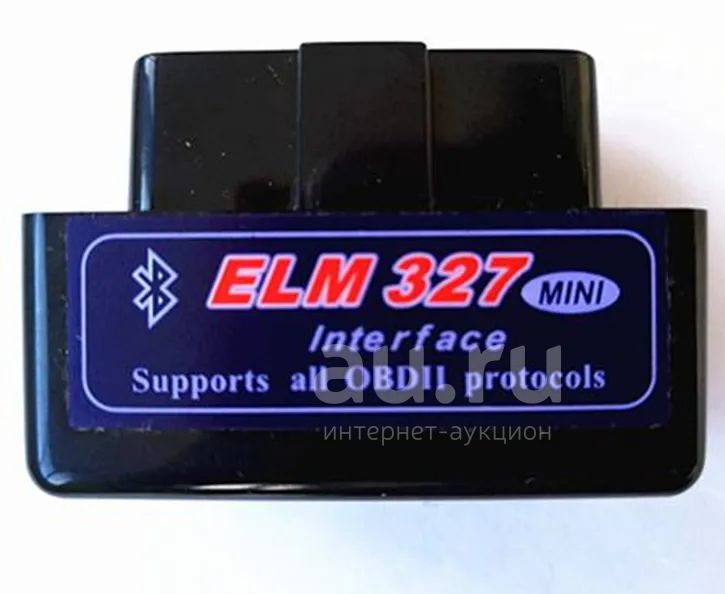 ELM 327 MINI
Interface
Supports all OBDII protocols
au.ru
интернет-аукцион